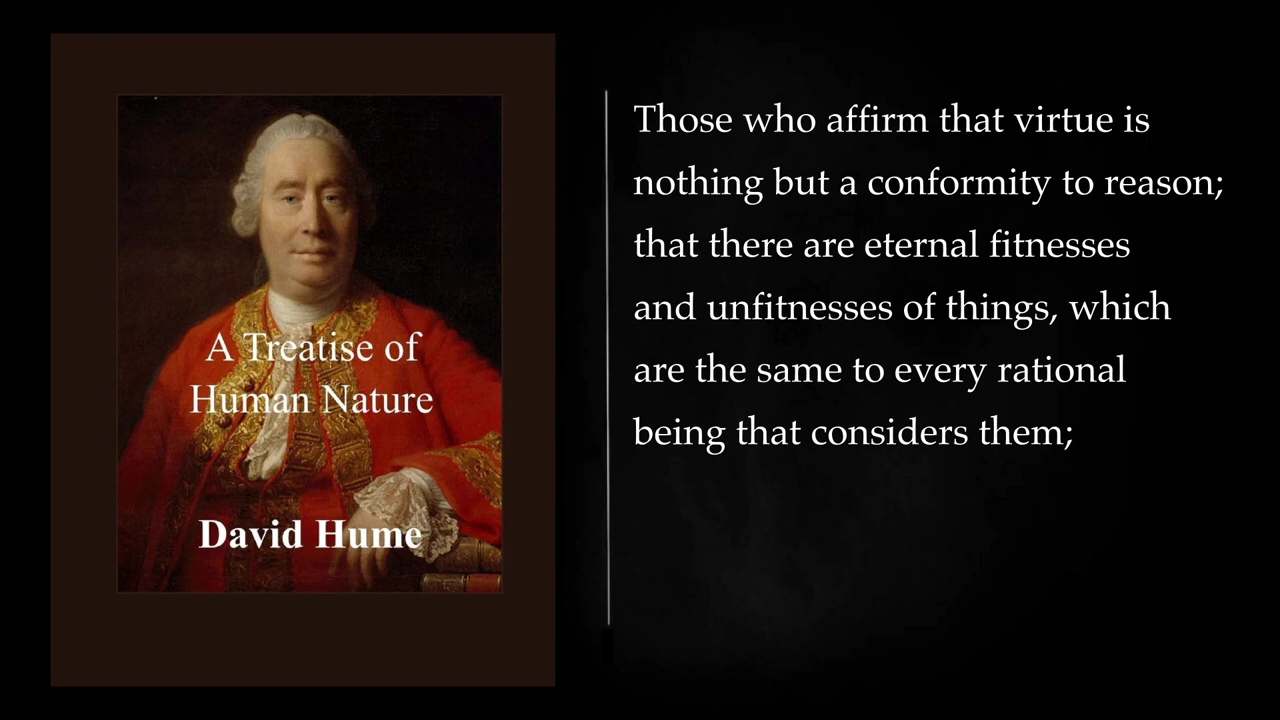 A Treatise of
Human Nature
David Hume
Those who affirm that virtue is
nothing but a conformity to reason;
that there are eternal fitnesses
and unfitnesses of things, which
are the same to every rational
being that considers them;